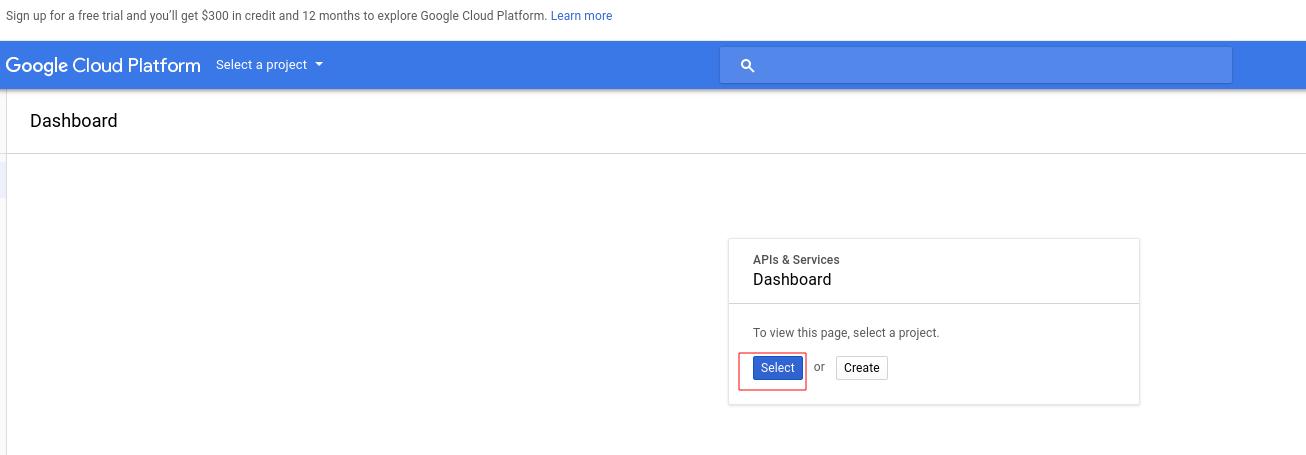 Sign up for a free trial and you'll get $300 in credit and 12 months to explore Google Cloud Platform. Learn more
Google Cloud Platform Select a project
Dashboard
APIs & Services
Dashboard
To view this page, select a project.
Select or Create